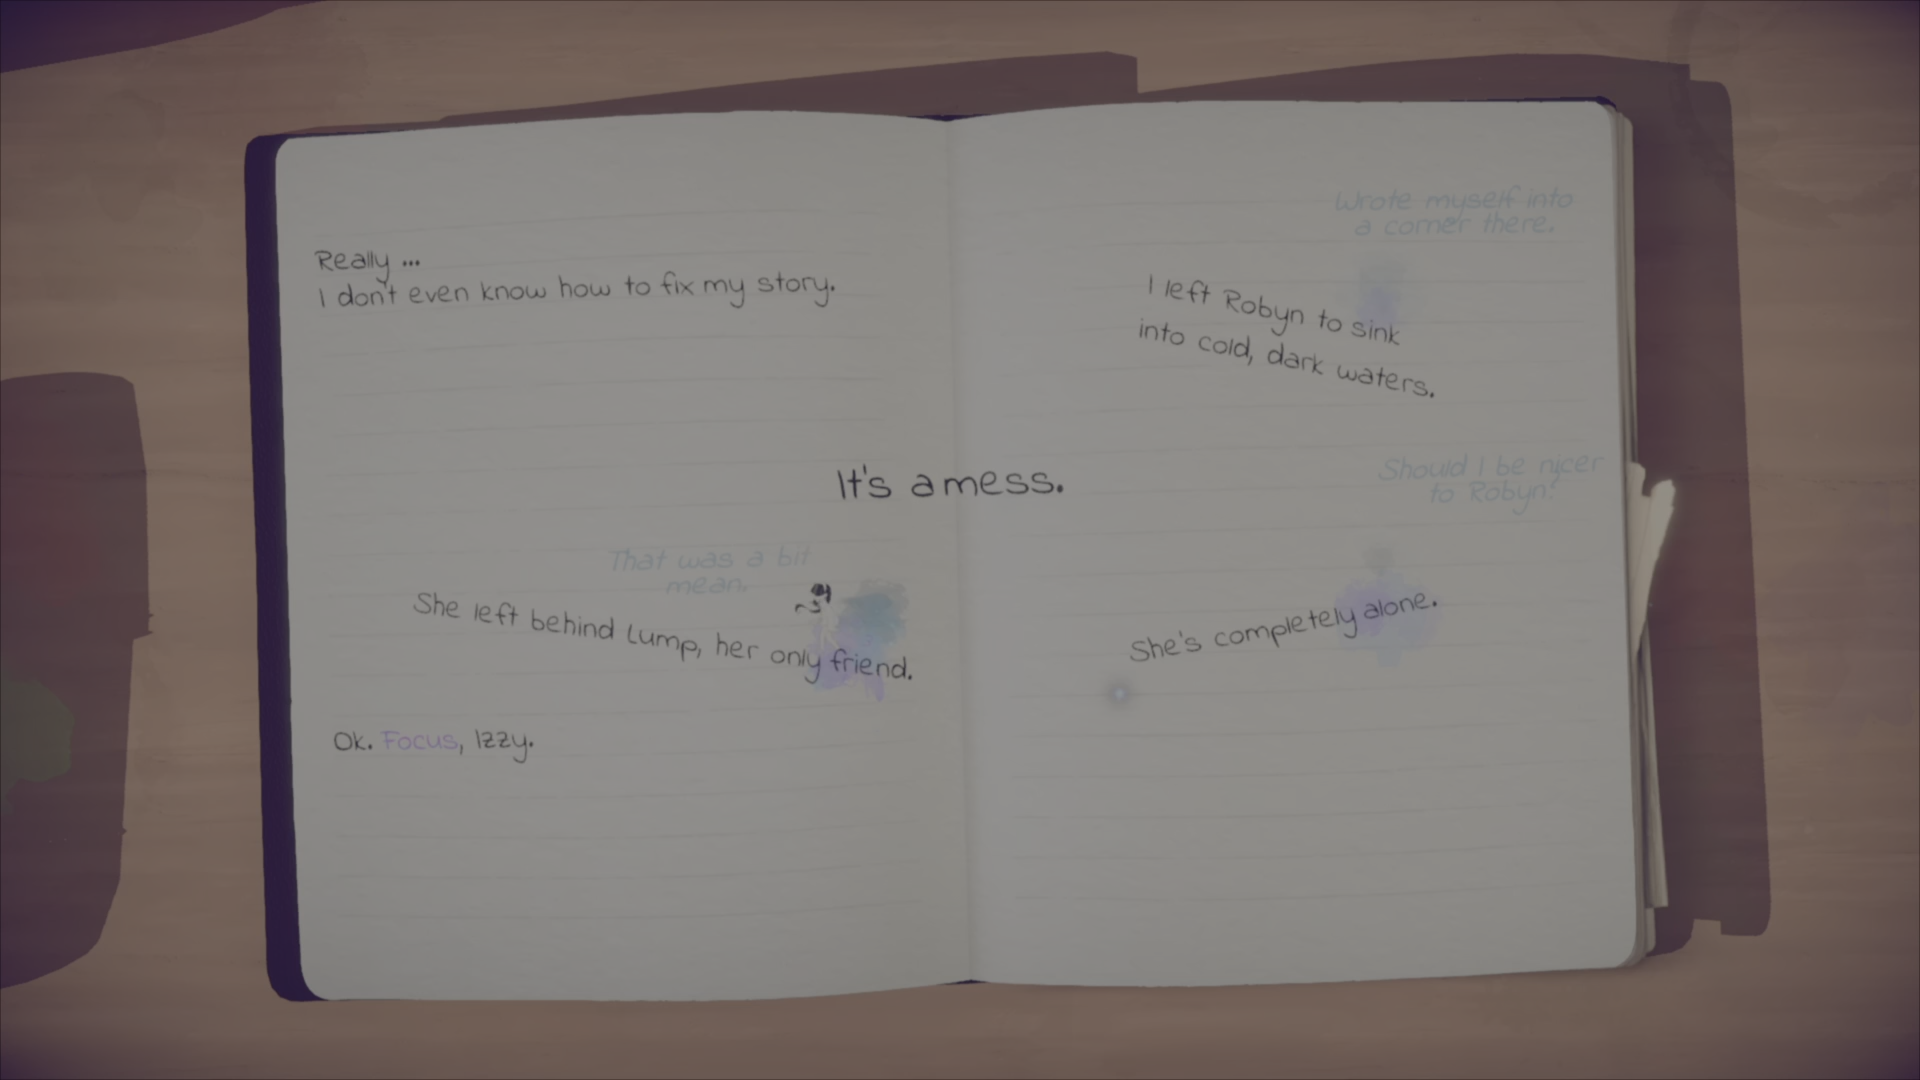 Really ...
I don't even know how to fix my story.
It's a mess.
That was a bit
mean.
She left behind Lump, her only friend.
Ok. Focus, Izzy.
Wrote myself into
a corner there.
I left Robyn to sink
into cold, dark waters.
Should I be nicer
to Robyn?
She's completely alone.